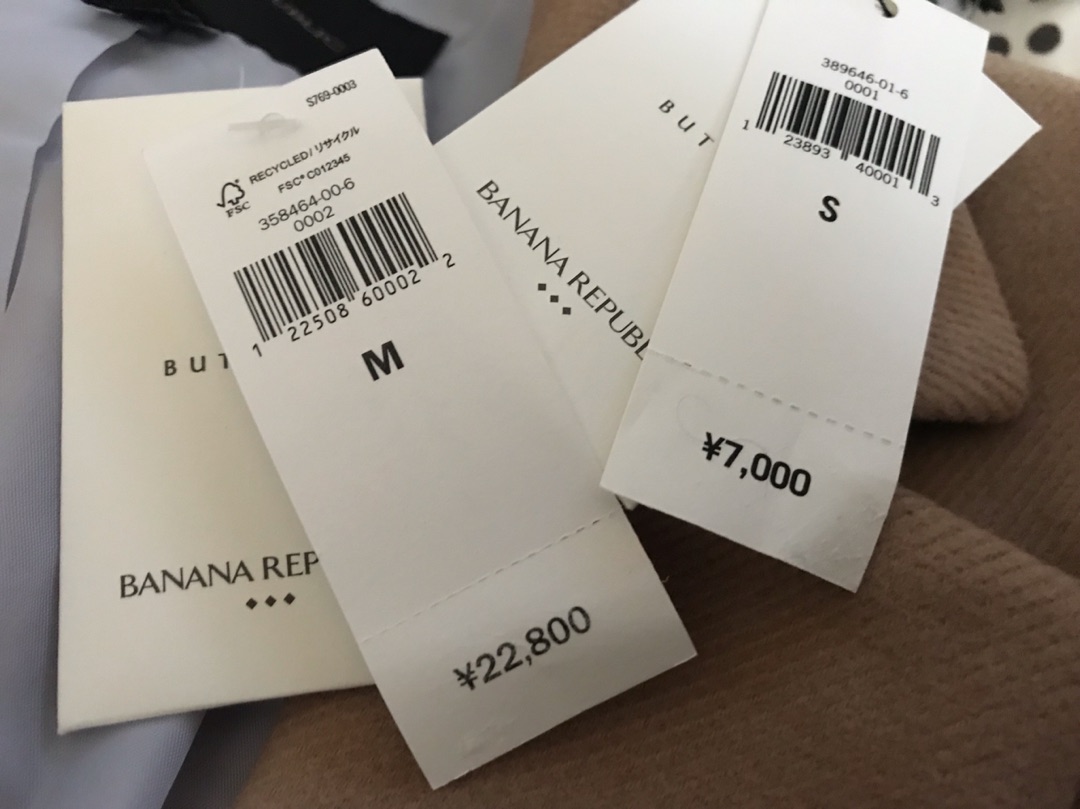 S769-0003
RECYCLED / リサイクル
FSC® C012345
FSC
358464-00-6
0002
1 22508 60002 2
M
¥22,800
BUT
BANANA REP
BUT
BANANA REPUBL
389646-01-6
0001
1 23893 40001 3
S
¥7,000